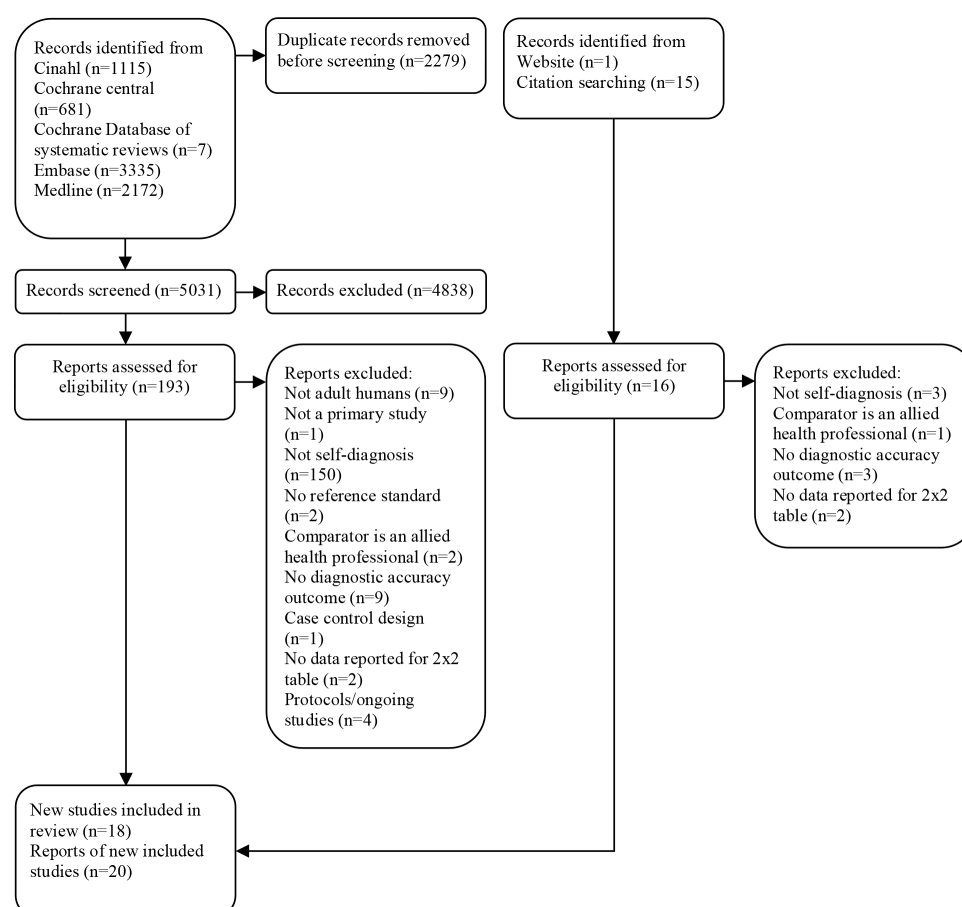 Records identified from
Cinahl (n=1115)
Cochrane central
(n=681)
Cochrane Database of
systematic reviews (n=7)
Embase (n=3335)
Medline (n=2172)
Duplicate records removed
before screening (n=2279)
Records identified from
Website (n=1)
Citation searching (n=15)
Records screened (n=5031)
Records excluded (n=4838)
Reports assessed for
eligibility (n=193)
Reports excluded:
Not adult humans (n=9)
Not a primary study
(n=1)
Not self-diagnosis
(n=150)
No reference standard
(n=2)
Comparator is an allied
health professional (n=2)
No diagnostic accuracy
outcome (n=9)
Case control design
(n=1)
No data reported for 2x2
table (n=2)
Protocols/ongoing
studies (n=4)
Reports assessed for
eligibility (n=16)
Reports excluded:
Not self-diagnosis (n=3)
Comparator is an allied
health professional (n=1)
No diagnostic accuracy
outcome (n=3)
No data reported for 2x2
table (n=2)
New studies included in
review (n=18)
Reports of new included
studies (n=20)